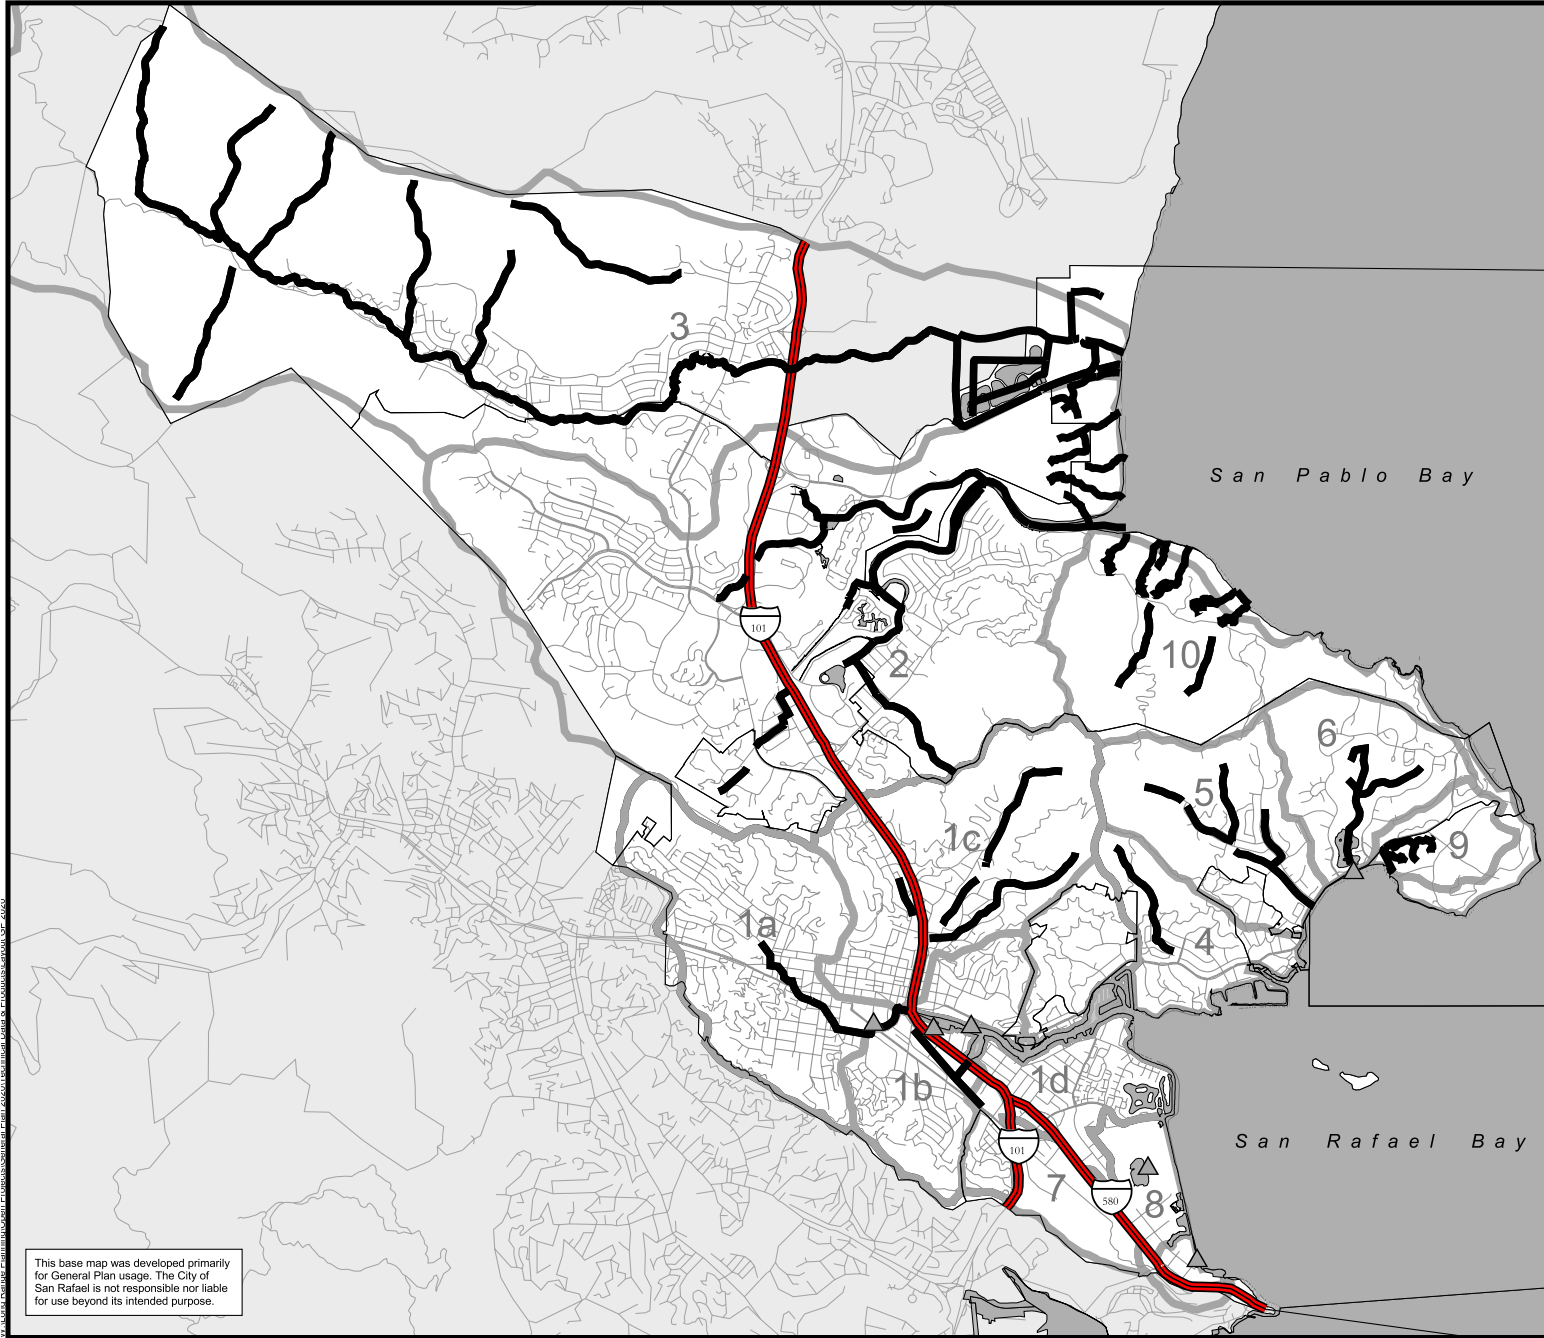 3
San Pablo Bay
101
2
10
6
5
1c
9
1a
4
1b
1d
San Rafael Bay
101
7
580
8
This base map was developed primarily
for General Plan usage. The City of
San Rafael is not responsible nor liable
for use beyond its intended purpose.